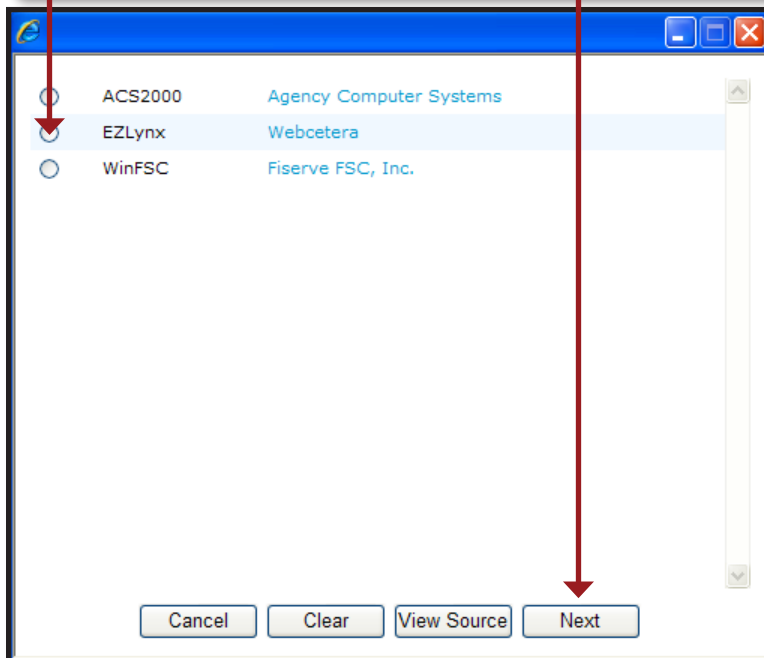 ACS2000 Agency Computer Systems
EZLynx Webcetera
WinFSC Fiserve FSC, Inc.
Cancel Clear View Source Next